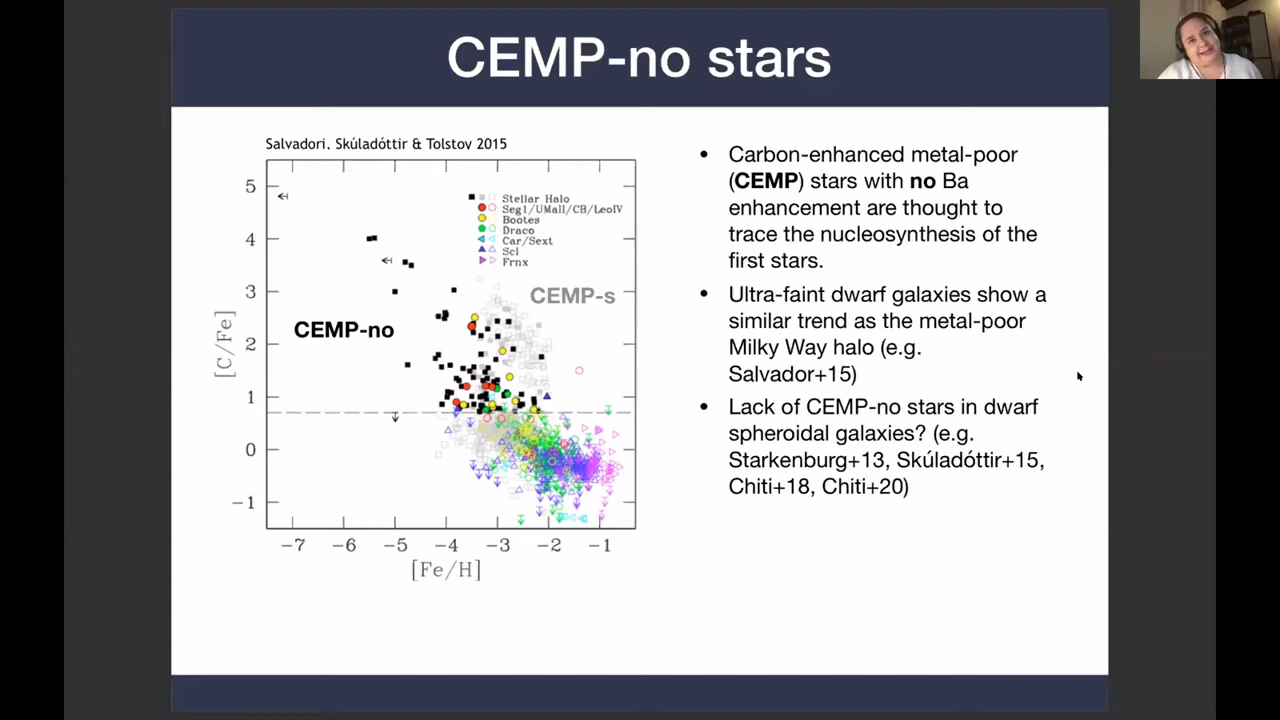 CEMP-no stars
Salvadori, Skúladóttir & Tolstov 2015
5
4
3
2
1
0
−1
[C/Fe]
−7 −6 −5 −4 −3 −2 −1
[Fe/H]
Stellar Halo
Seg1/UMaII/CB/LeoIV
Bootes
Draco
Car/Sext
Scl
Frnx
CEMP-s
CEMP-no
• Carbon-enhanced metal-poor
(CEMP) stars with no Ba
enhancement are thought to
trace the nucleosynthesis of the
first stars.
• Ultra-faint dwarf galaxies show a
similar trend as the metal-poor
Milky Way halo (e.g.
Salvador+15)
• Lack of CEMP-no stars in dwarf
spheroidal galaxies? (e.g.
Starkenburg+13, Skúladóttir+15,
Chiti+18, Chiti+20)